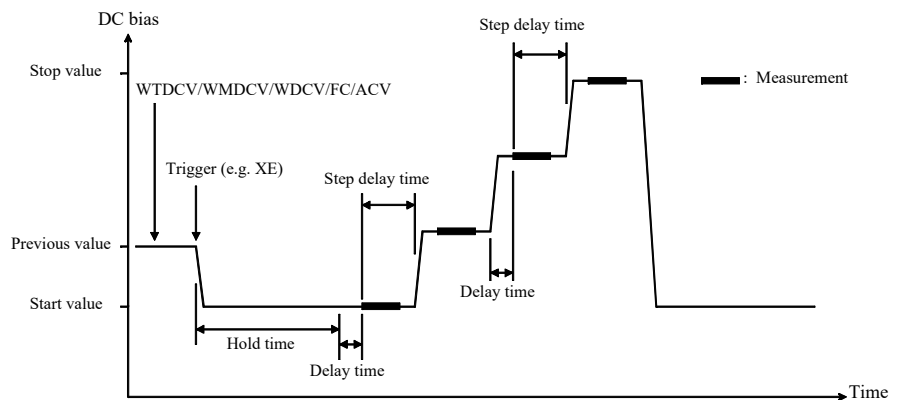 DC bias
Step delay time
Stop value
: Measurement
WTDCV/WMDCV/WDCV/FC/ACV
Trigger (e.g. XE)
Step delay time
Previous value
Delay time
Start value
Hold time
Delay time
Time